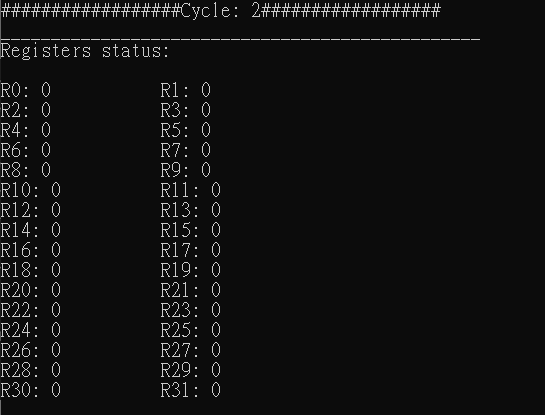 ##################Cycle: 2##################
________________________________________________
Registers status:
R0: 0 R1: 0
R2: 0 R3: 0
R4: 0 R5: 0
R6: 0 R7: 0
R8: 0 R9: 0
R10: 0 R11: 0
R12: 0 R13: 0
R14: 0 R15: 0
R16: 0 R17: 0
R18: 0 R19: 0
R20: 0 R21: 0
R22: 0 R23: 0
R24: 0 R25: 0
R26: 0 R27: 0
R28: 0 R29: 0
R30: 0 R31: 0